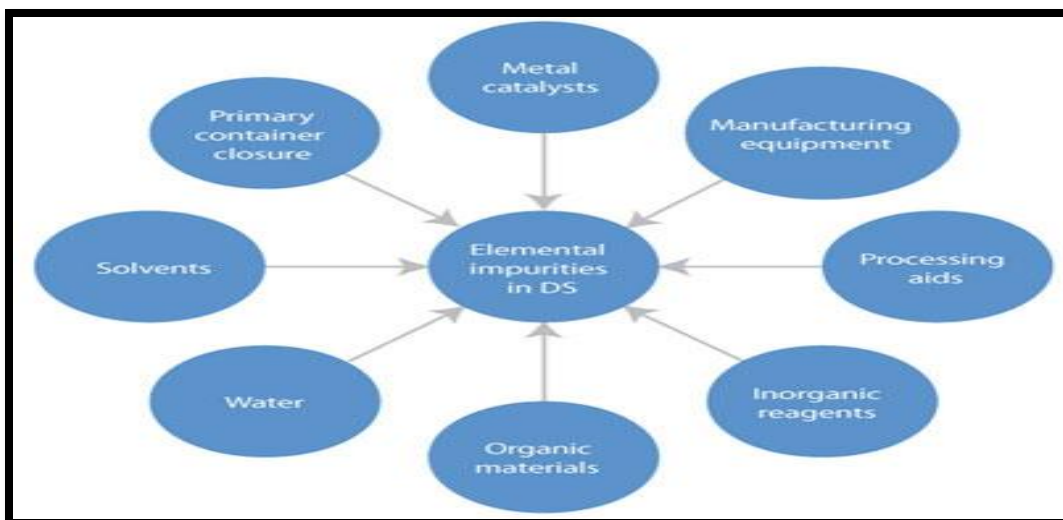 Metal
catalysts
Primary
container
closure
Manufacturing
equipment
Solvents
Elemental
impurities
in DS
Processing
aids
Water
Inorganic
reagents
Organic
materials